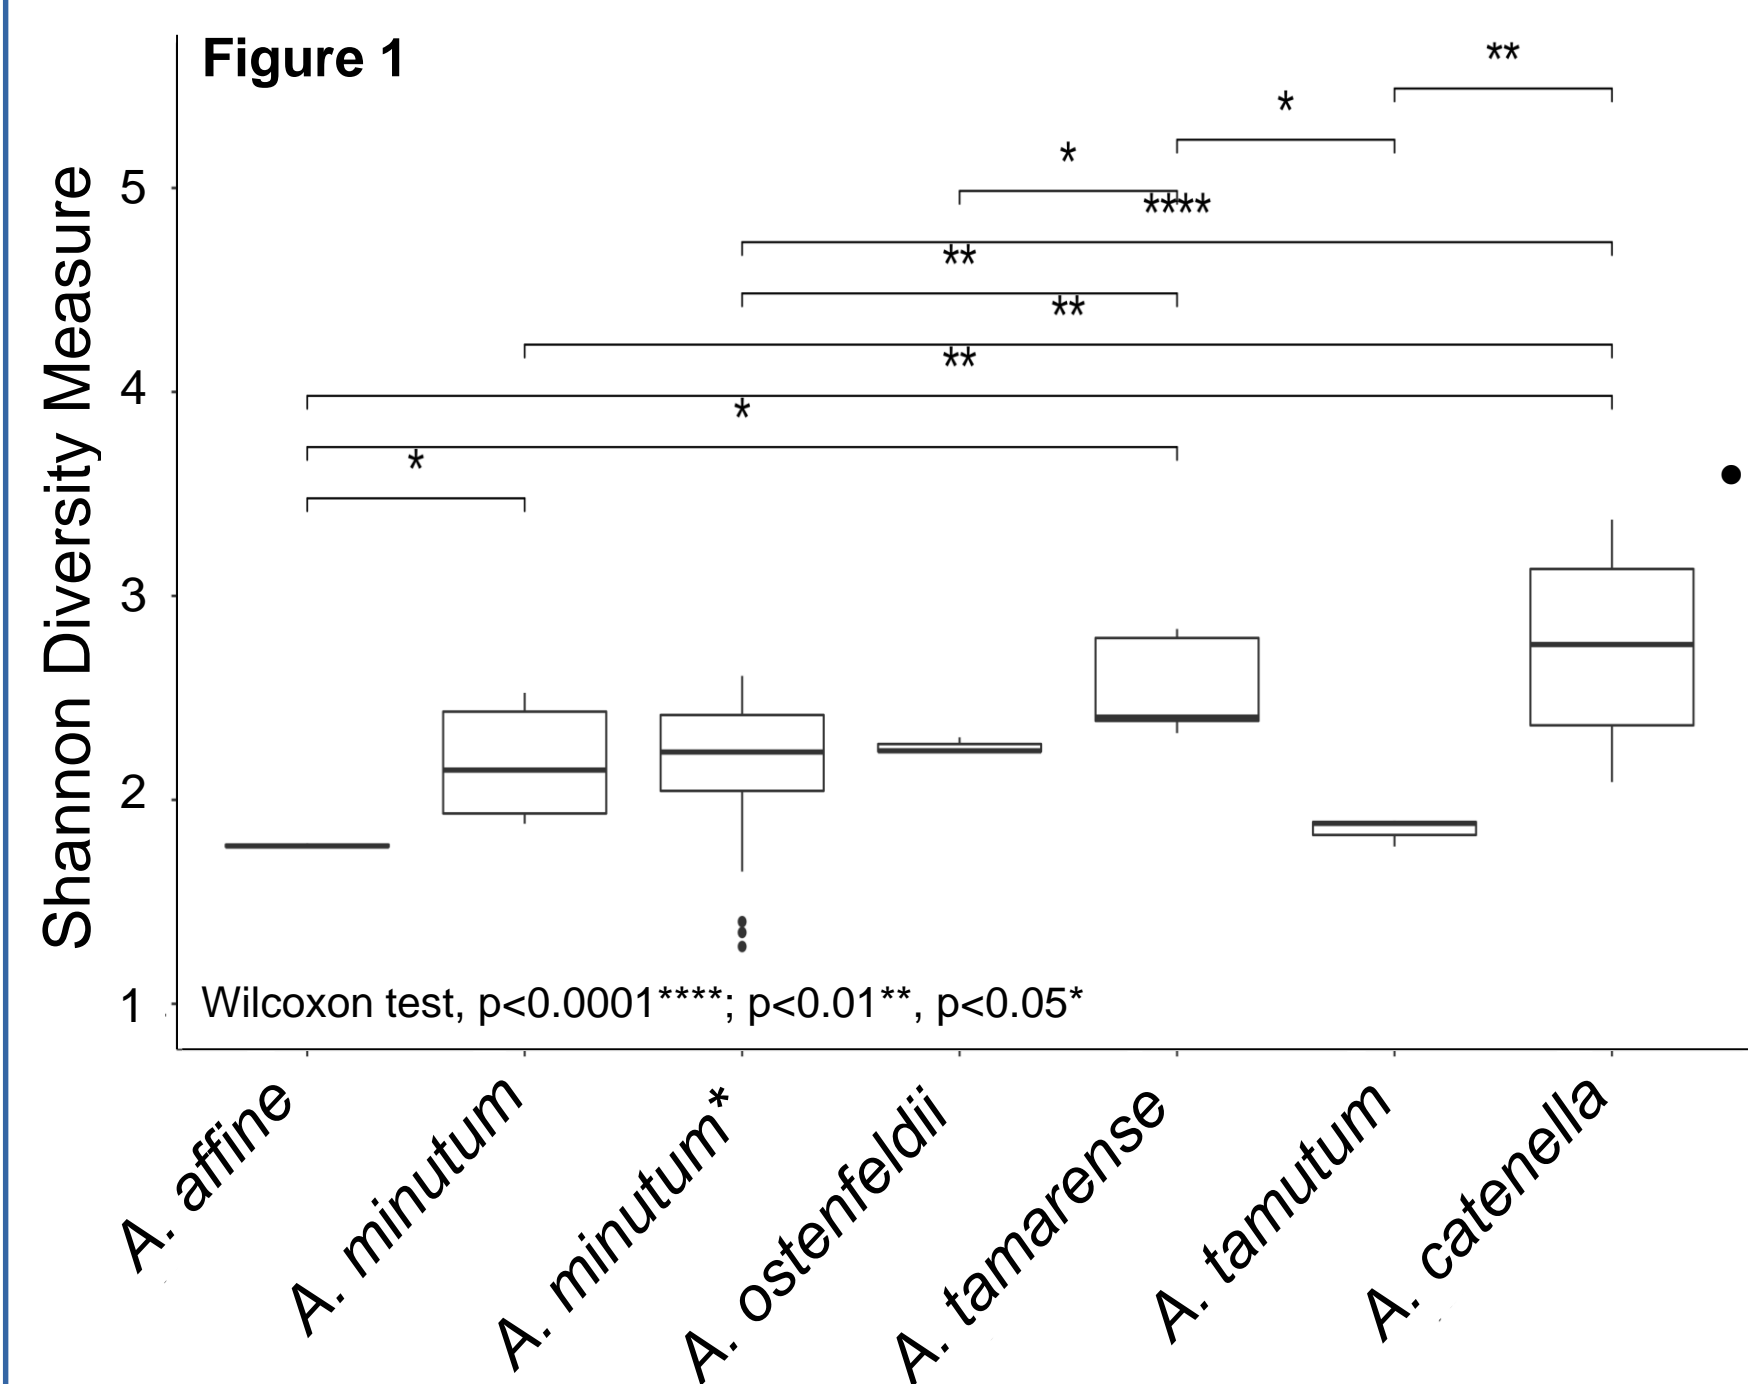 Figure 1
**
*
*
****
**
**
**
*
*
Shannon Diversity Measure
5
4
3
2
1
Wilcoxon test, p<0.0001****; p<0.01**, p<0.05*
A. affine
A. minutum
A. minutum*
A. ostenfeldii
A. tamarense
A. tamutum
A. catenella